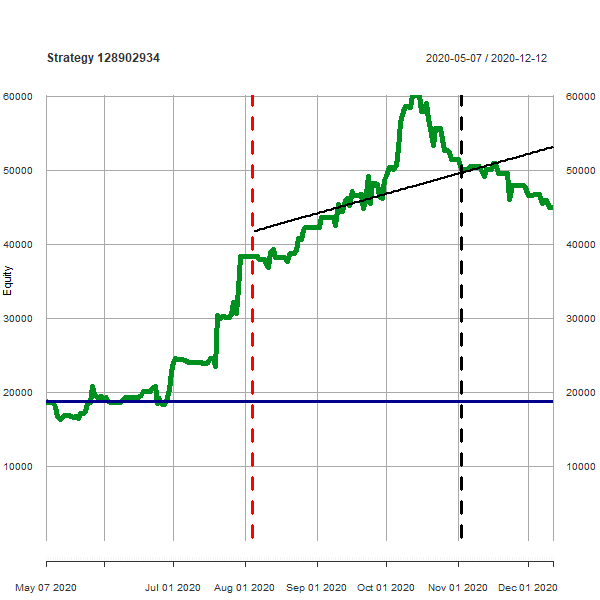 Strategy 128902934
2020-05-07 / 2020-12-12
60000
60000
50000
50000
40000
40000
Equity
30000
30000
20000
20000
10000
10000
May 07 2020
Jul 01 2020
Aug 01 2020
Sep 01 2020
Oct 01 2020
Nov 01 2020
Dec 01 2020